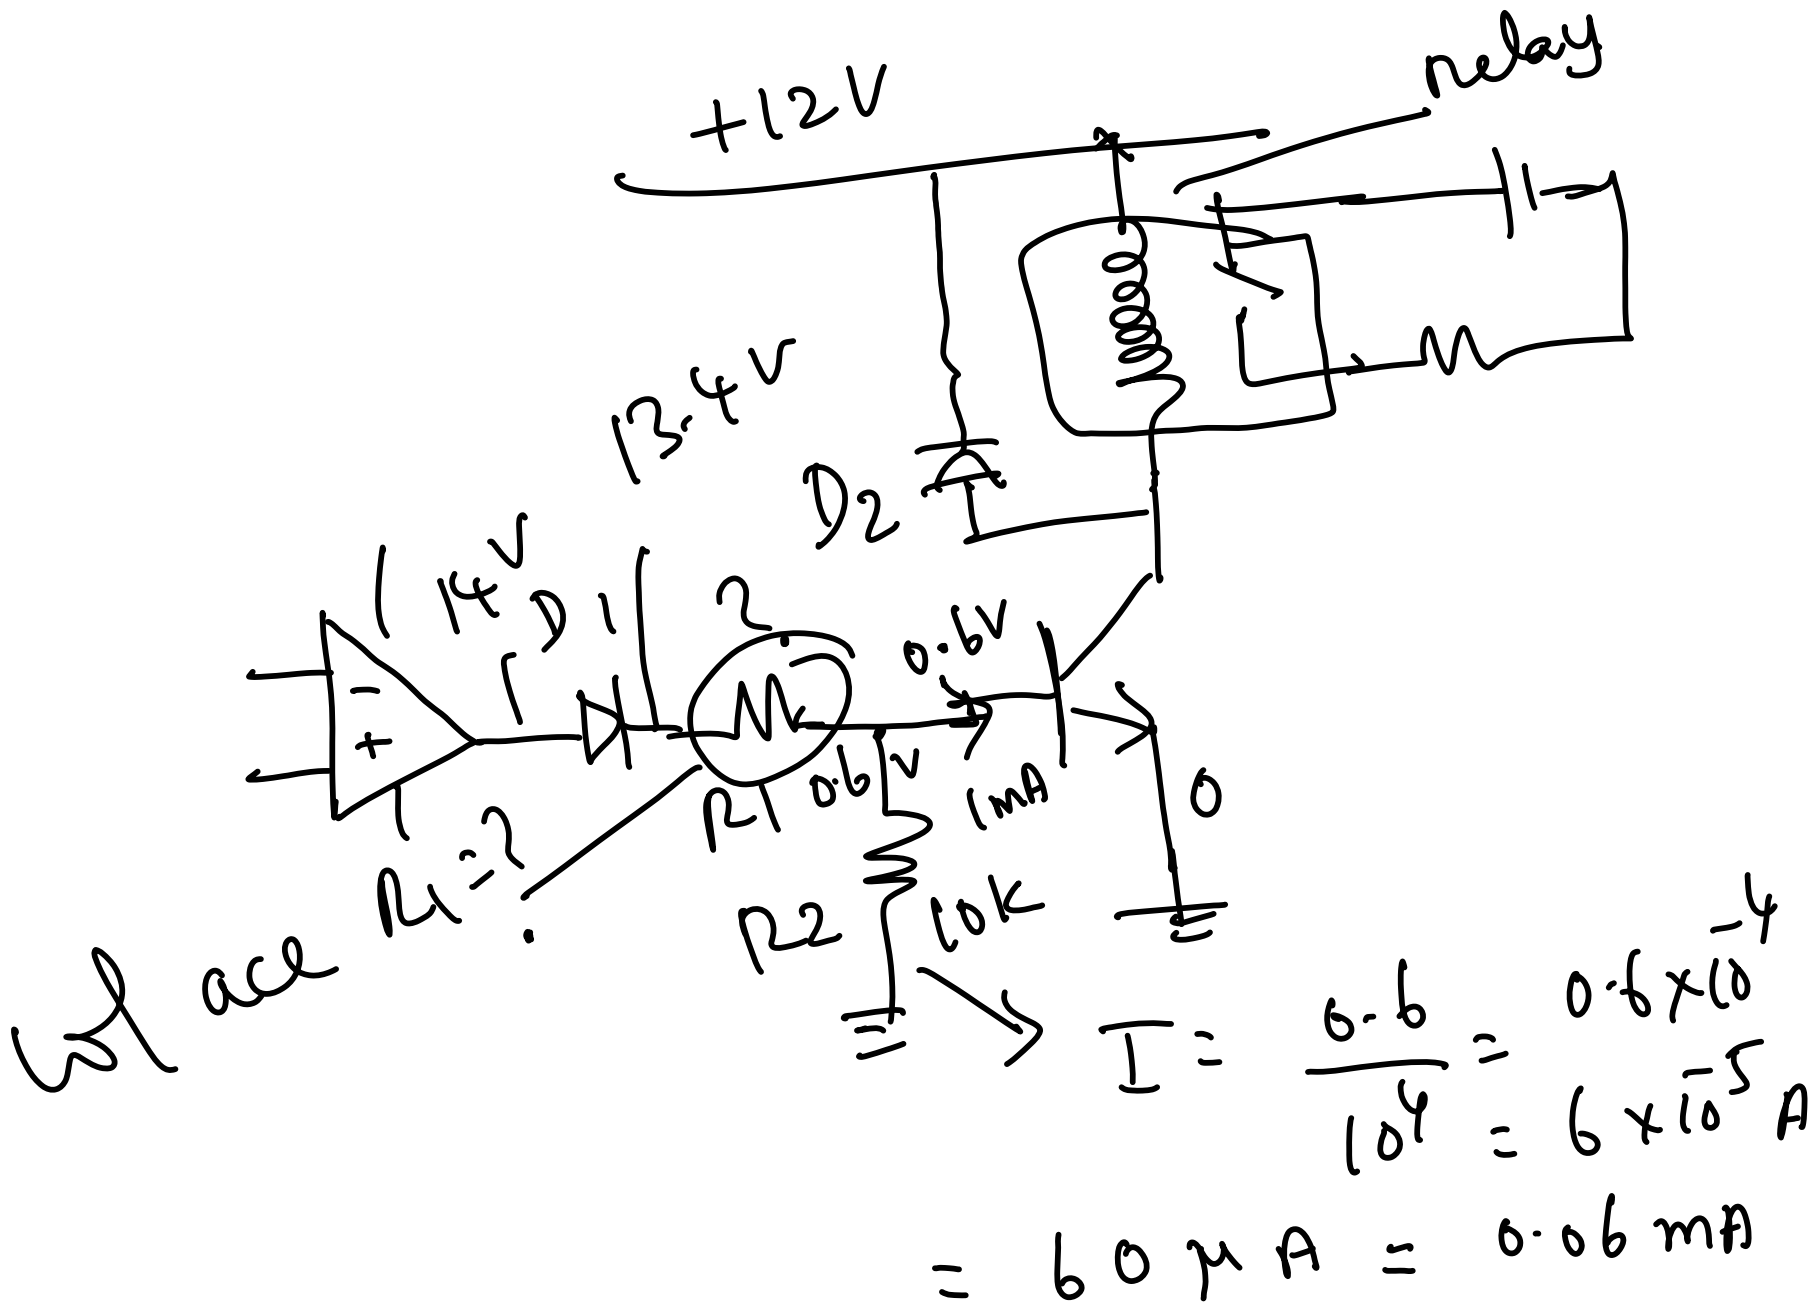 relay
+12V
13.4V
D2
14V
D1
?
0.6V
-
+
R1
0.6V
1mA
0
R1=?
R2
10K
I = 0.6 / 10^4 = 0.6×10^-4
= 6×10^-5 A
= 60 μA = 0.06 mA